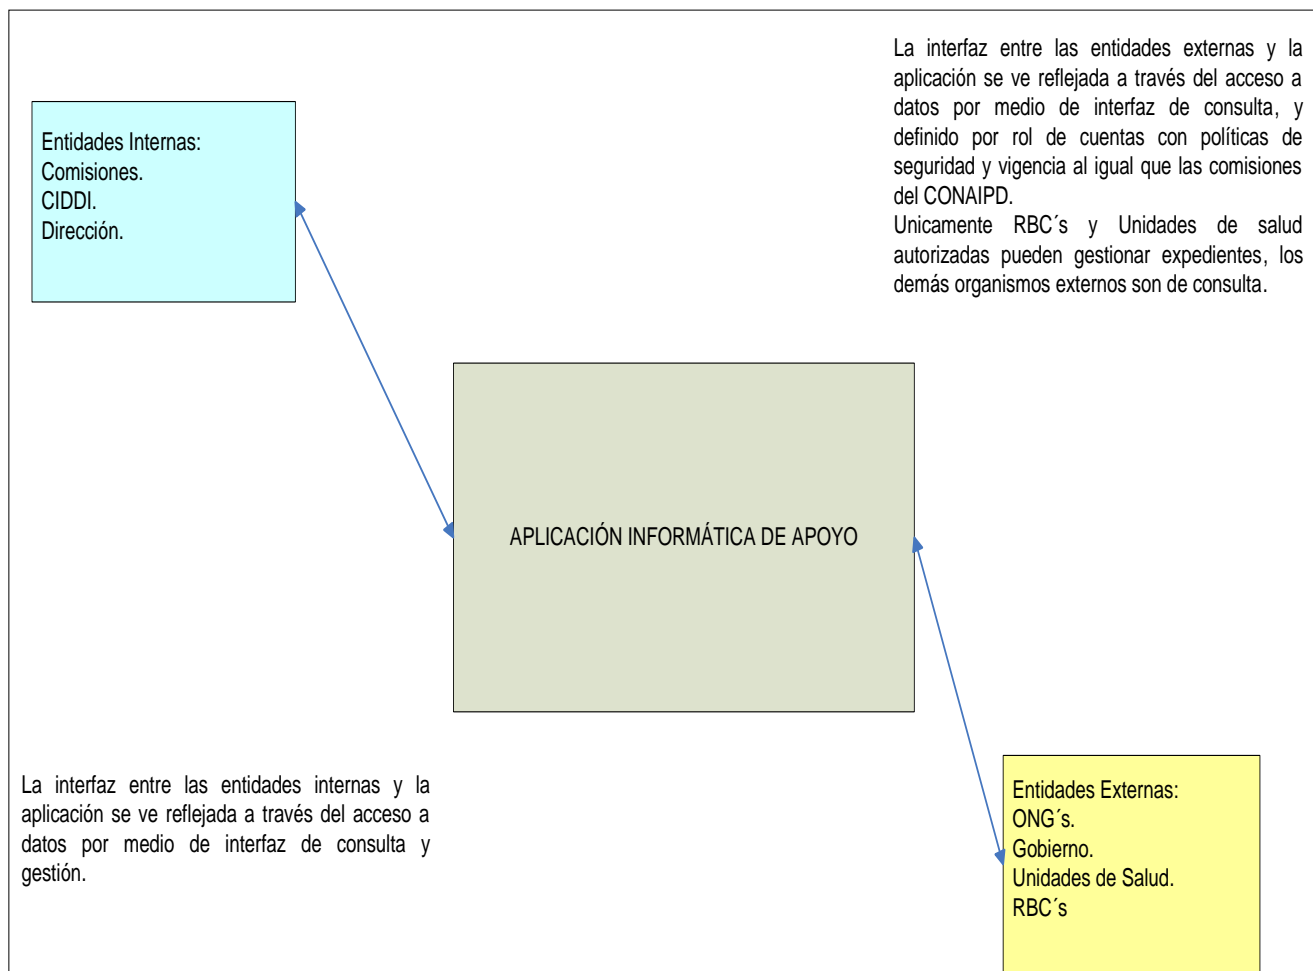 La interfaz entre las entidades externas y la
aplicación se ve reflejada a través del acceso a
datos por medio de interfaz de consulta, y
definido por rol de cuentas con políticas de
seguridad y vigencia al igual que las comisiones
del CONAIPD.
Unicamente RBC´s y Unidades de salud
autorizadas pueden gestionar expedientes, los
demás organismos externos son de consulta.
Entidades Internas:
Comisiones.
CIDDI.
Dirección.
APLICACIÓN INFORMÁTICA DE APOYO
La interfaz entre las entidades internas y la
aplicación se ve reflejada a través del acceso a
datos por medio de interfaz de consulta y
gestión.
Entidades Externas:
ONG´s.
Gobierno.
Unidades de Salud.
RBC´s